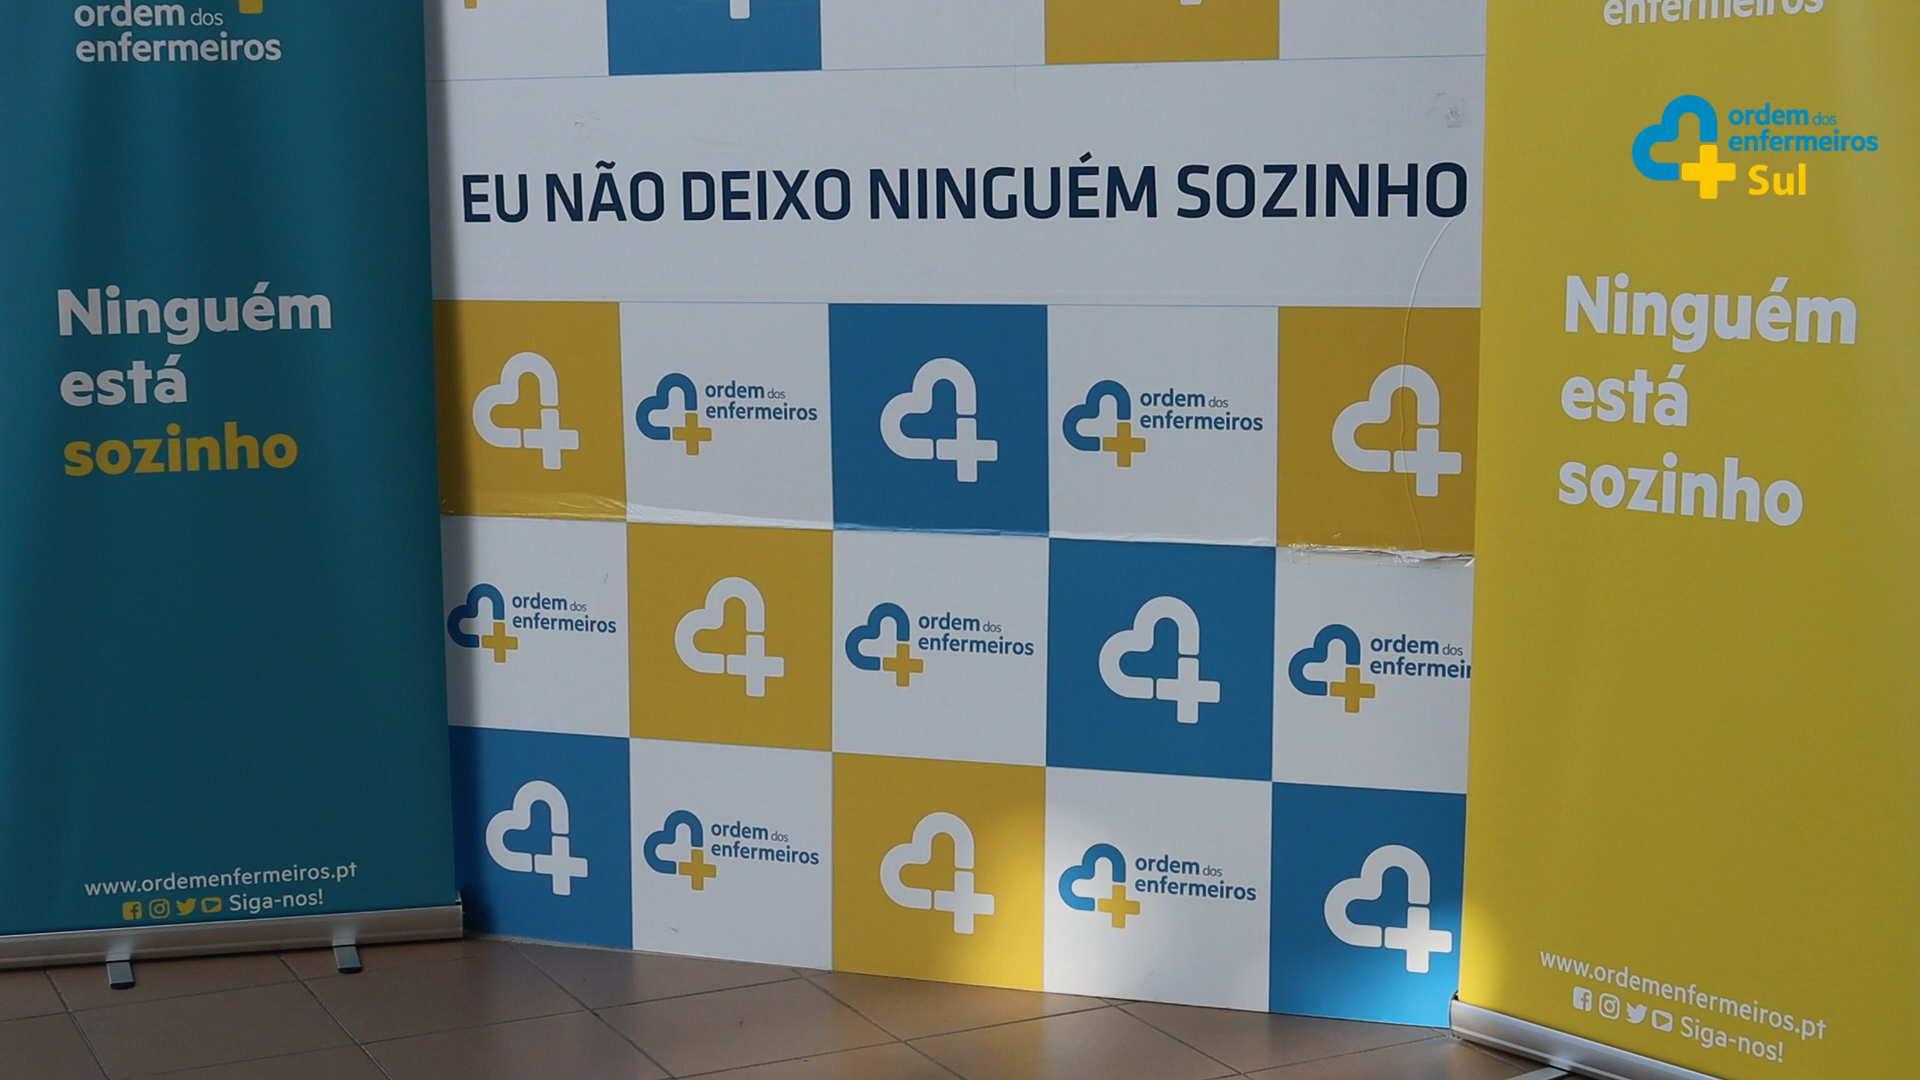 ordem dos
enfermeiros
Ninguém
está
sozinho
www.ordemenfermeiros.pt
Siga-nos!
EU NÃO DEIXO NINGUÉM SOZINHO
ordem dos
enfermeiros
ordem dos
enfermeiros
ordem dos
enfermeiros
ordem dos
enfermeiros
ordem dos
enfermeir
ordem dos
enfermeiros
ordem dos
enfermeiros
enfermeiros
ordem dos
enfermeiros
Sul
Ninguém
está
sozinho
www.ordemenfermeiros.pt
Siga-nos!